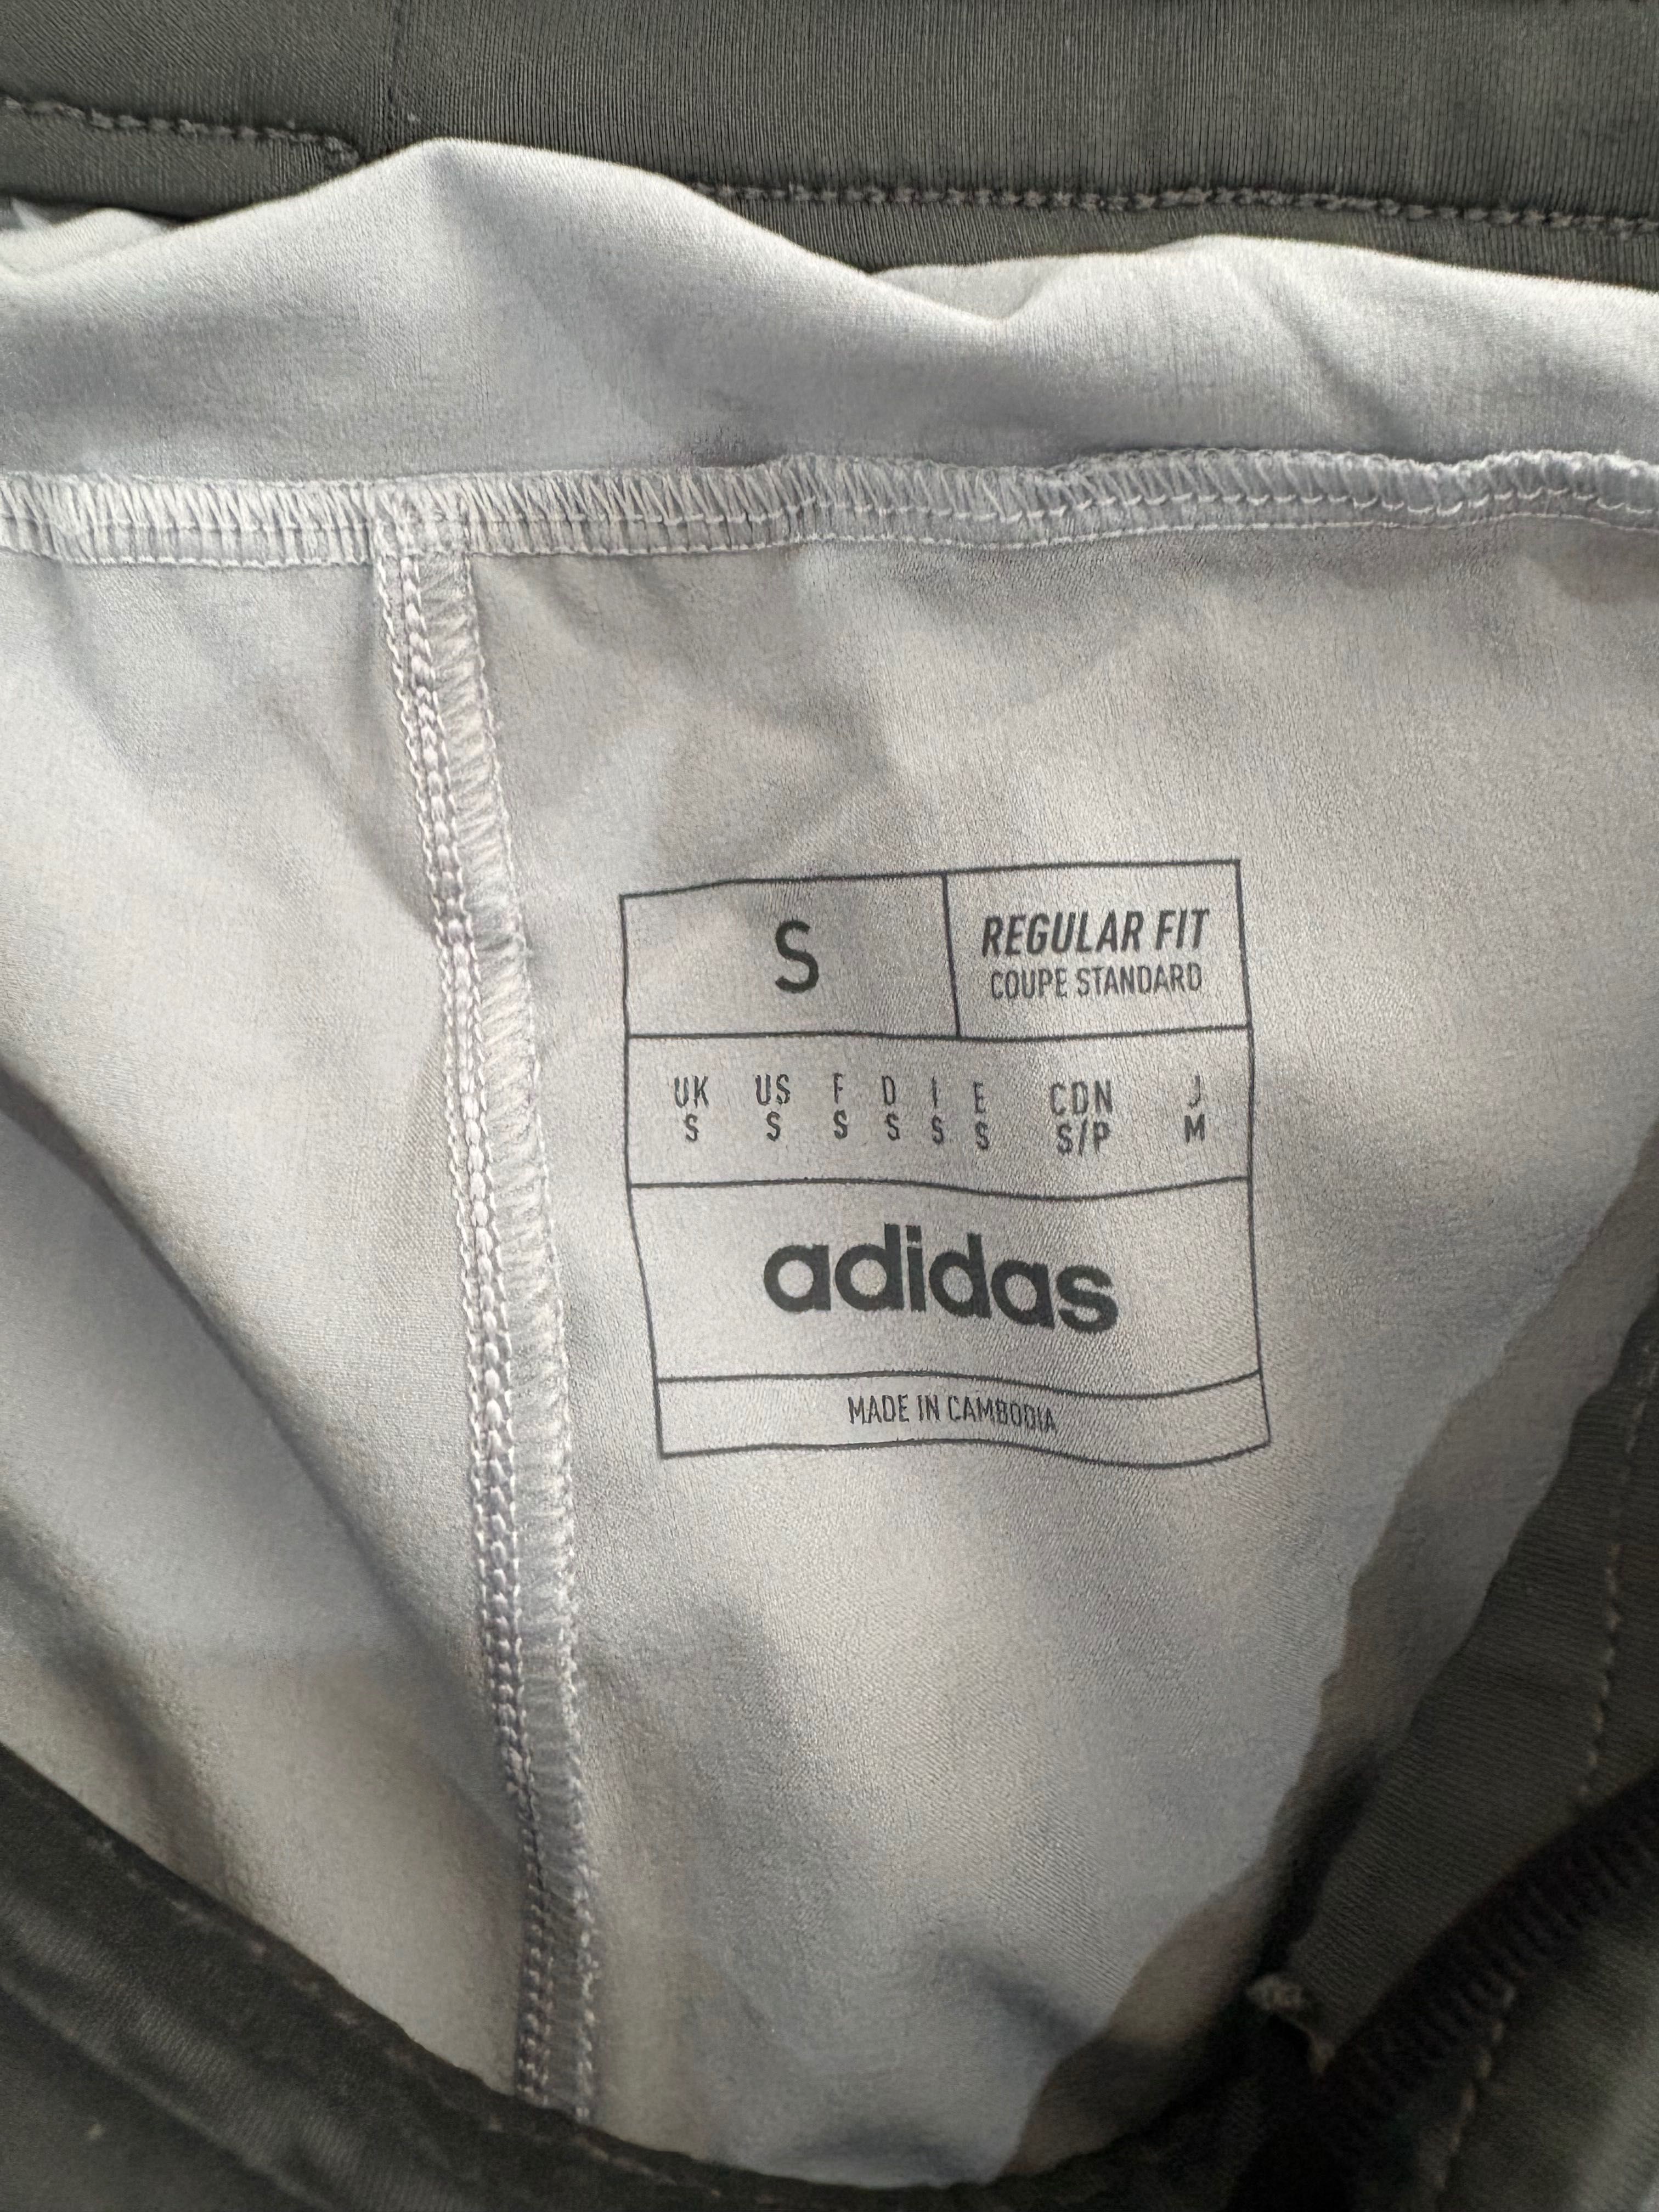 S
REGULAR FIT
COUPE STANDARD
UK US F D I E CDN J
S S S S S S S/P M
adidas
MADE IN CAMBODIA